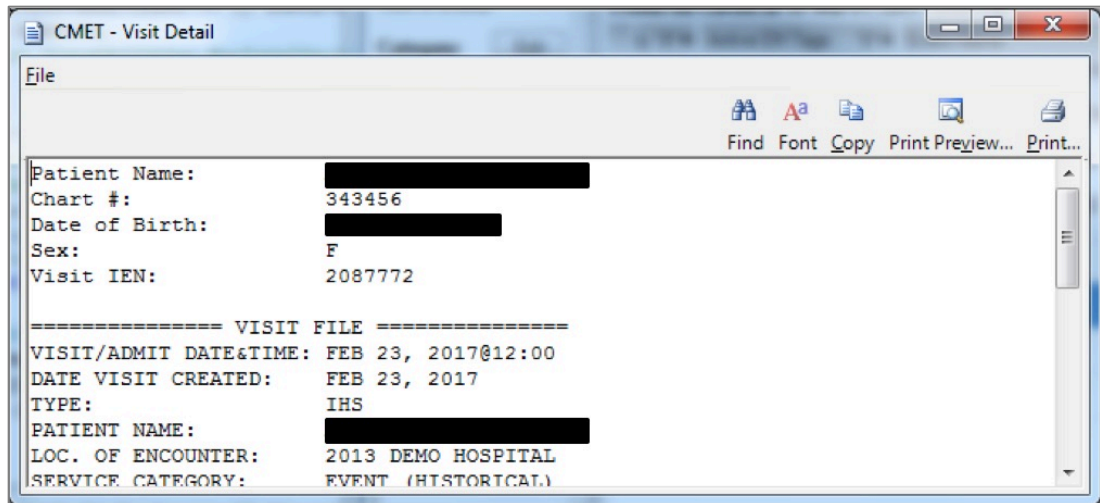 CMET - Visit Detail
File
Find Font Copy Print Preview... Print...
Patient Name:
Chart #: 343456
Date of Birth:
Sex: F
Visit IEN: 2087772
=============== VISIT FILE ===============
VISIT/ADMIT DATE&TIME: FEB 23, 2017@12:00
DATE VISIT CREATED: FEB 23, 2017
TYPE: IHS
PATIENT NAME:
LOC. OF ENCOUNTER: 2013 DEMO HOSPITAL
SERVICE CATEGORY: EVENT (HISTORICAL)